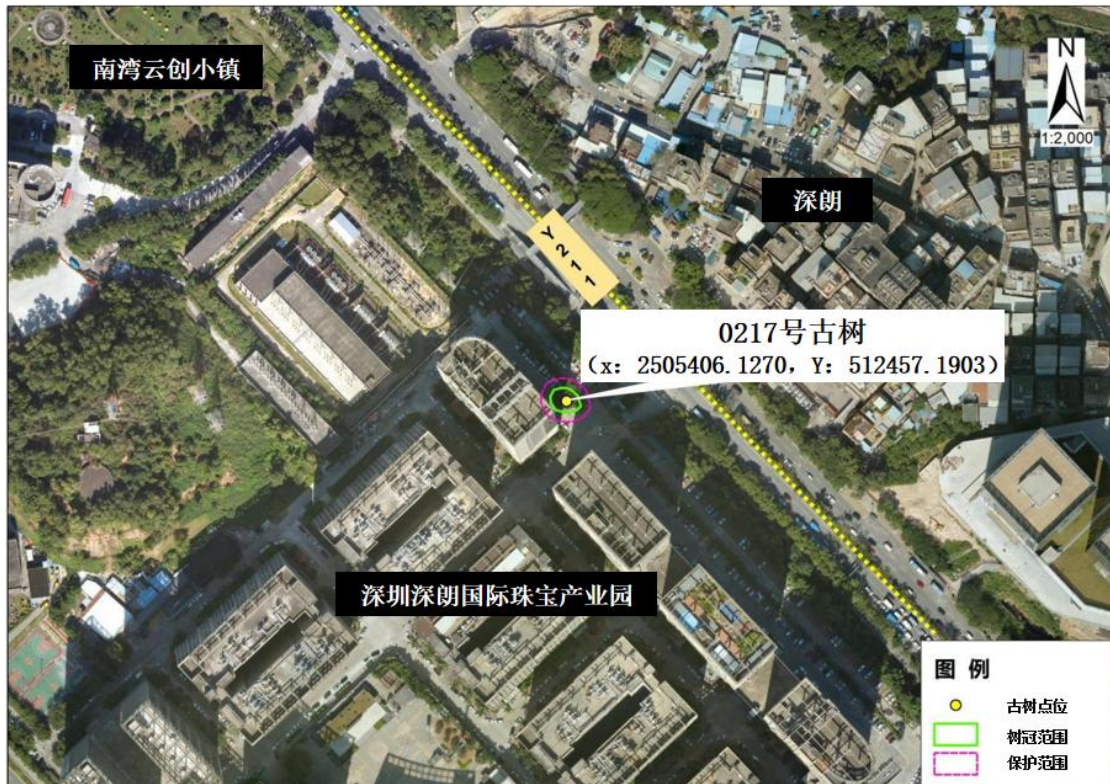 南湾云创小镇
N
1:2,000
深朗
Y211
0217号古树
（x: 2505406.1270, Y: 512457.1903）
深圳深朗国际珠宝产业园
图 例
古树点位
树冠范围
保护范围